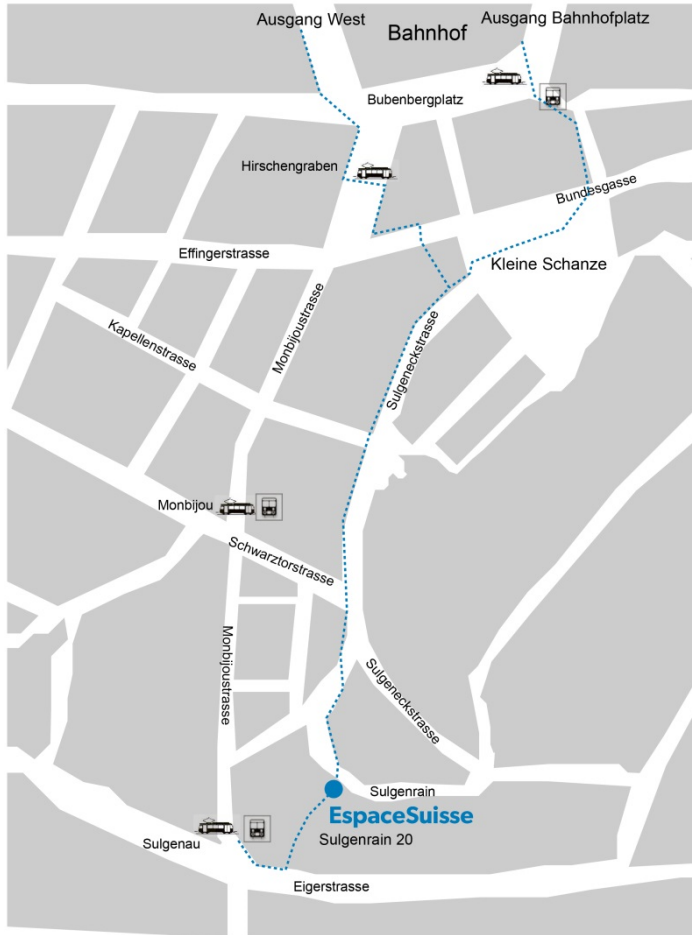 Ausgang West
Ausgang Bahnhofplatz
Bahnhof
Bubenbergplatz
Hirschengraben
Bundesgasse
Effingerstrasse
Kleine Schanze
Monbijoustrasse
Kapellenstrasse
Sulgeneckstrasse
Monbijou
Schwarztorstrasse
Monbijoustrasse
Sulgeneckstrasse
Sulgenrain
EspaceSuisse
Sulgenau
Sulgenrain 20
Eigerstrasse